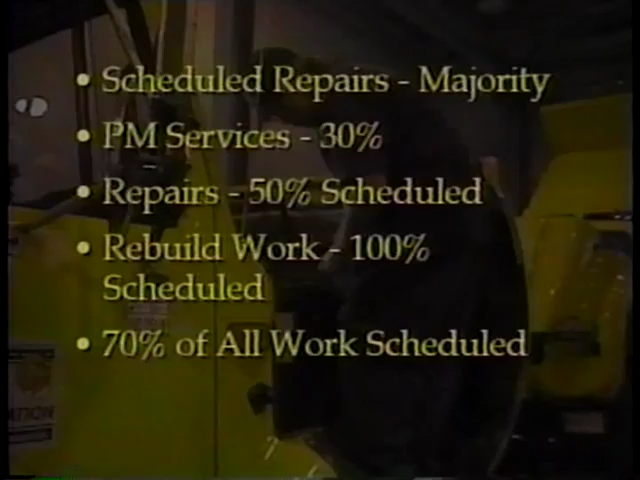 • Scheduled Repairs - Majority
• PM Services - 30%
• Repairs - 50% Scheduled
• Rebuild Work - 100%
Scheduled
• 70% of All Work Scheduled